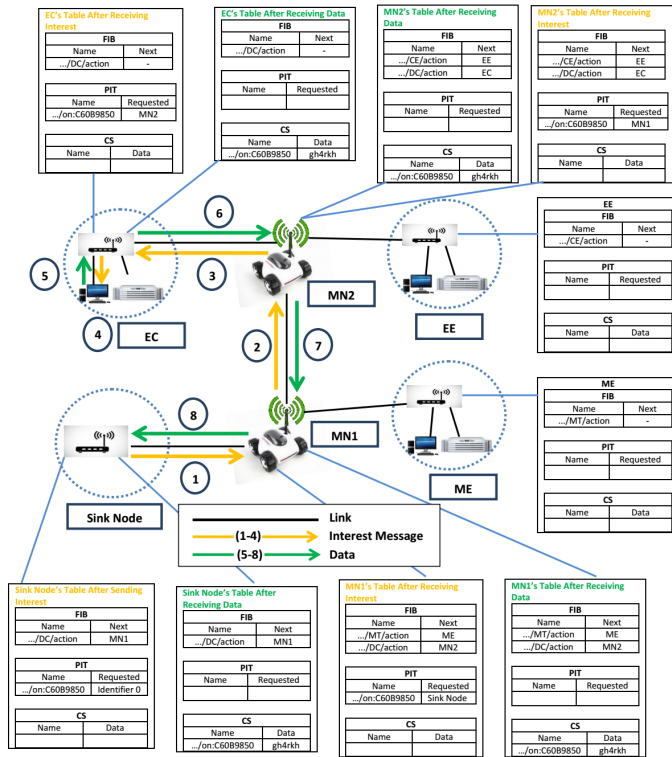 EC's Table After Receiving
Interest
FIB
Name Next
.../DC/action -
PIT
Name Requested
.../on:C60B9850 MN2
CS
Name Data
EC's Table After Receiving Data
FIB
Name Next
.../DC/action -
PIT
Name Requested
CS
Name Data
.../on:C60B9850 gh4rkh
MN2's Table After Receiving
Data
FIB
Name Next
.../CE/action EE
.../DC/action EC
PIT
Name Requested
CS
Name Data
.../on:C60B9850 gh4rkh
MN2's Table After Receiving Interest
FIB
Name Next
.../CE/action EE
.../DC/action EC
PIT
Name Requested
.../on:C60B9850 MN1
CS
Name Data
6
5
3
4
EC
MN2
EE
2
7
EE
FIB
Name Next
.../CE/action -
PIT
Name Requested
CS
Name Data
8
1
Sink Node
MN1
ME
ME
FIB
Name Next
.../MT/action -
PIT
Name Requested
CS
Name Data
Link
(1-4) Interest Message
(5-8) Data
Sink Node's Table After Sending
Interest
FIB
Name Next
.../DC/action MN1
PIT
Name Requested
.../on:C60B9850 Identifier 0
CS
Name Data
Sink Node's Table After
Receiving Data
FIB
Name Next
.../DC/action MN1
PIT
Name Requested
CS
Name Data
.../on:C60B9850 gh4rkh
MN1's Table After Receiving
Interest
FIB
Name Next
.../MT/action ME
.../DC/action MN2
PIT
Name Requested
.../on:C60B9850 Sink Node
CS
Name Data
MN1's Table After Receiving
Data
FIB
Name Next
.../MT/action ME
.../DC/action MN2
PIT
Name Requested
CS
Name Data
.../on:C60B9850 gh4rkh